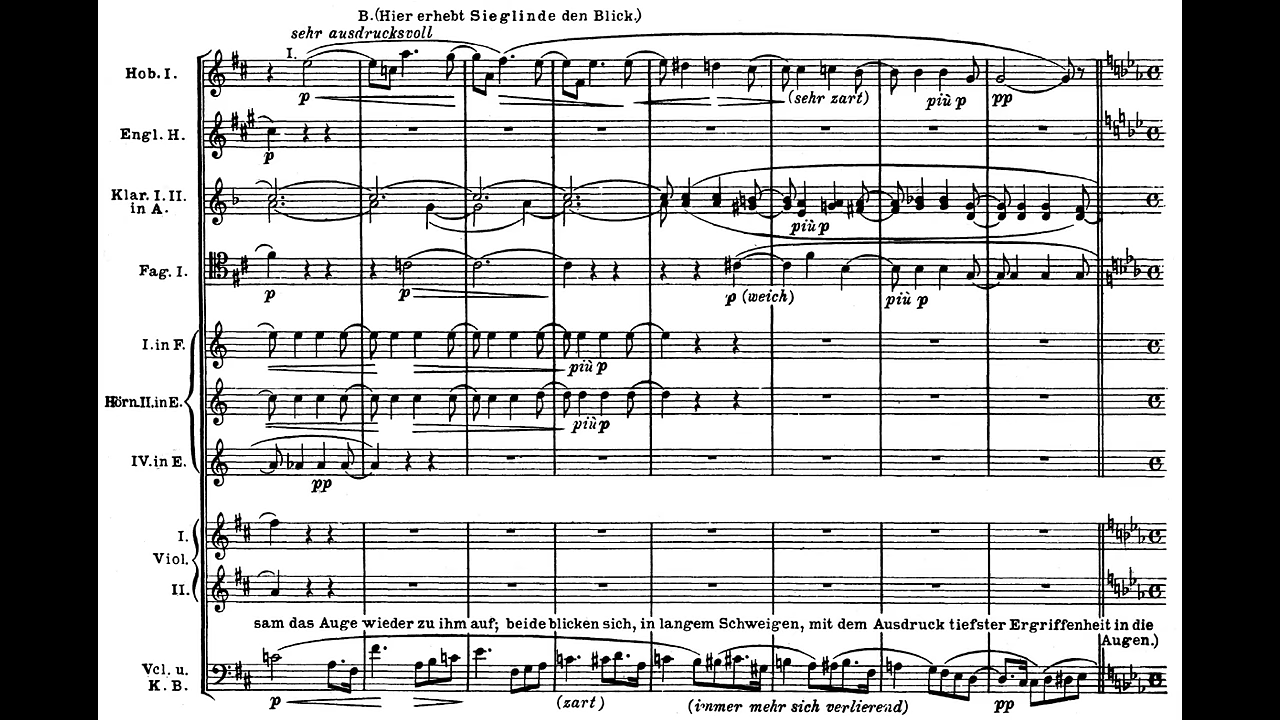 B.(Hier erhebt Sieglinde den Blick.)
sehr ausdrucksvoll
I.
Hob. I.
p
(sehr zart)
più p
pp
Engl. H.
p
Klar. I. II.
in A.
più p
Fag. I.
p
p
p (weich)
più p
I. in F.
più p
Hörn. II. in E.
più p
IV. in E.
pp
I.
Viol.
II.
sam das Auge wieder zu ihm auf; beide blicken sich, in langem Schweigen, mit dem Ausdruck tiefster Ergriffenheit in die
Augen.)
Vcl. u.
K. B.
p
(zart)
(immer mehr sich verlierend)
pp